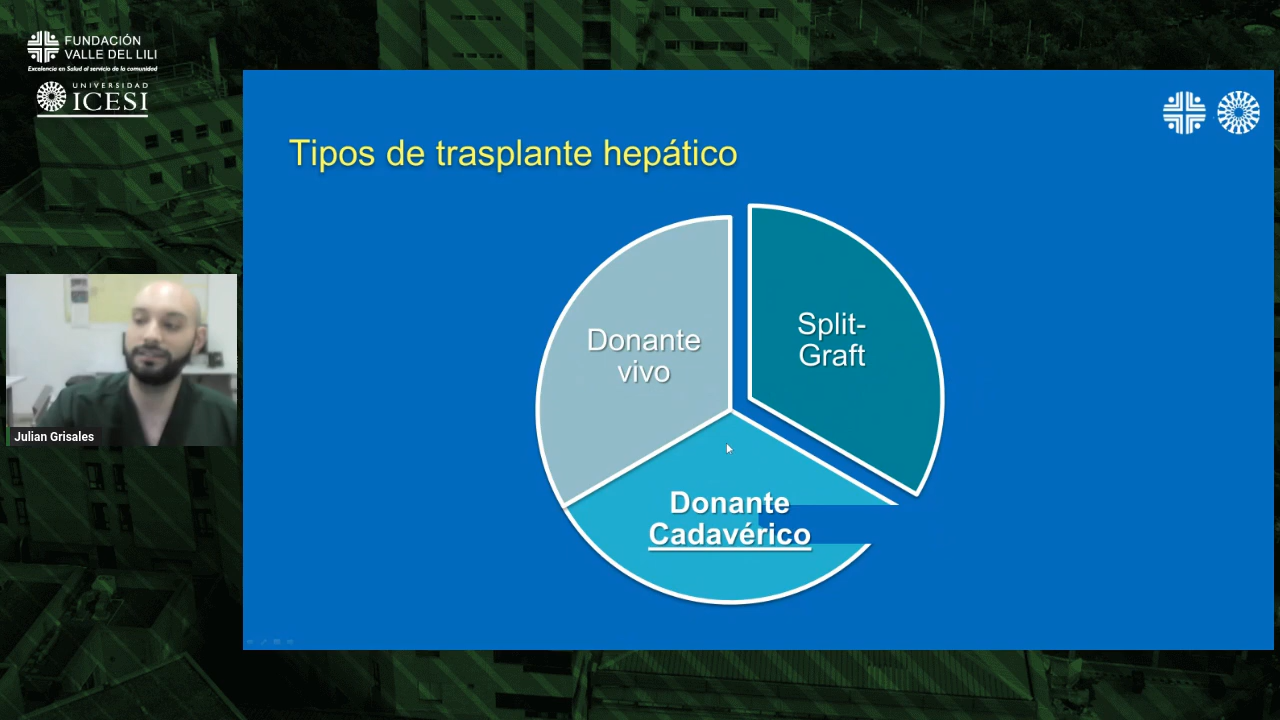 FUNDACIÓN
VALLE DEL LILI
Excelencia en Salud al servicio de la comunidad
UNIVERSIDAD
ICESI
Tipos de trasplante hepático
Donante
vivo
Split-
Graft
Donante
Cadavérico
Julian Grisales